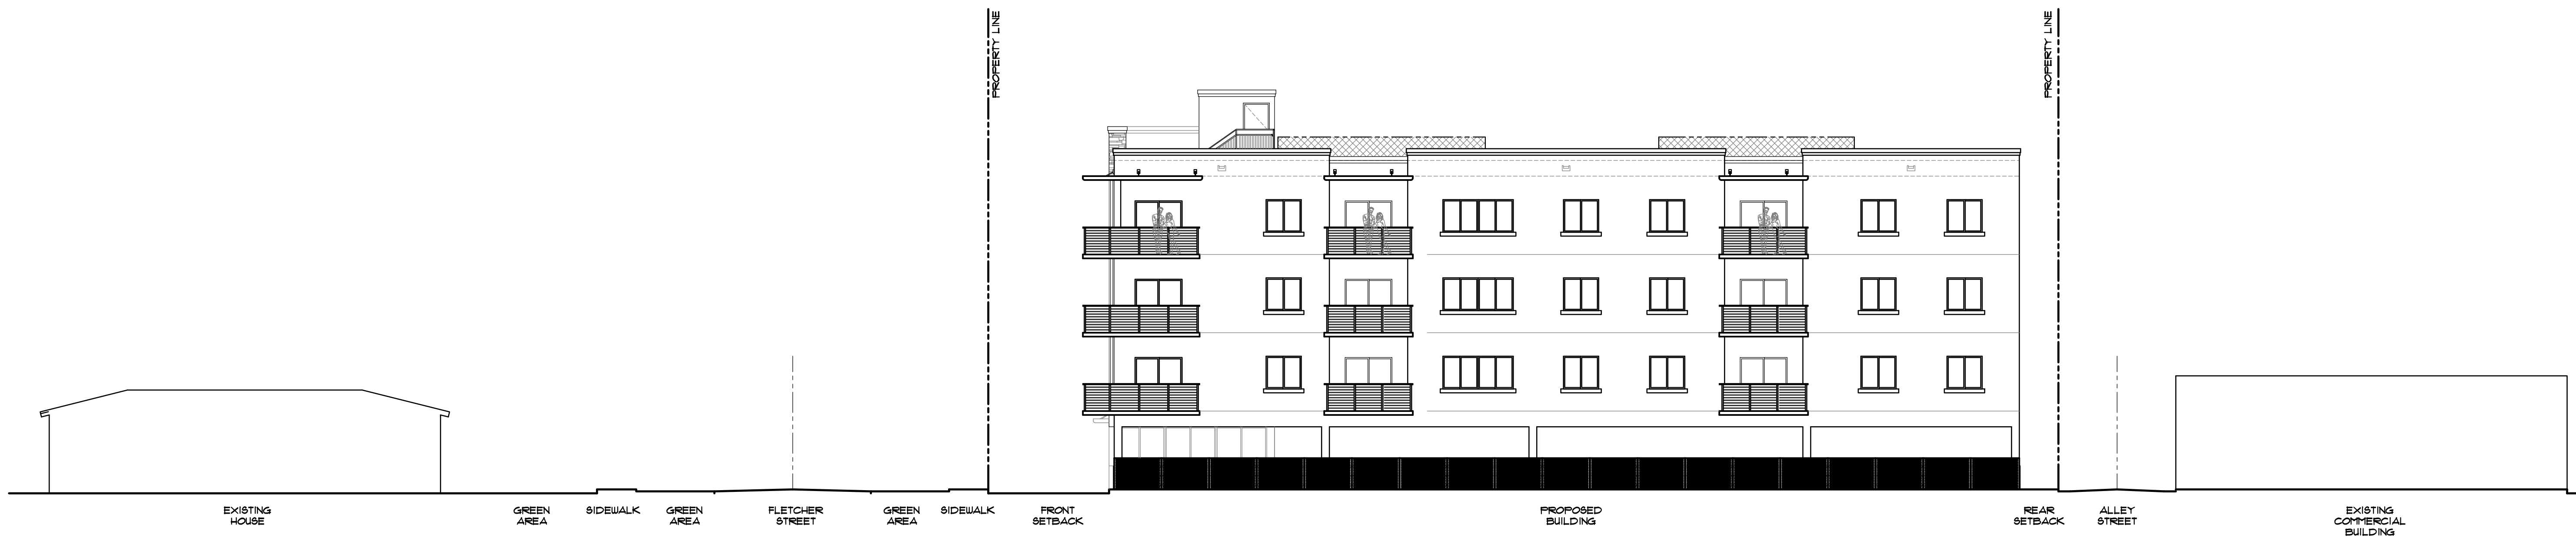 PROPERTY LINE
PROPERTY LINE
EXISTING
HOUSE
GREEN
AREA
SIDEWALK
GREEN
AREA
FLETCHER
STREET
GREEN
AREA
SIDEWALK
FRONT
SETBACK
PROPOSED
BUILDING
REAR
SETBACK
ALLEY
STREET
EXISTING
COMMERCIAL
BUILDING